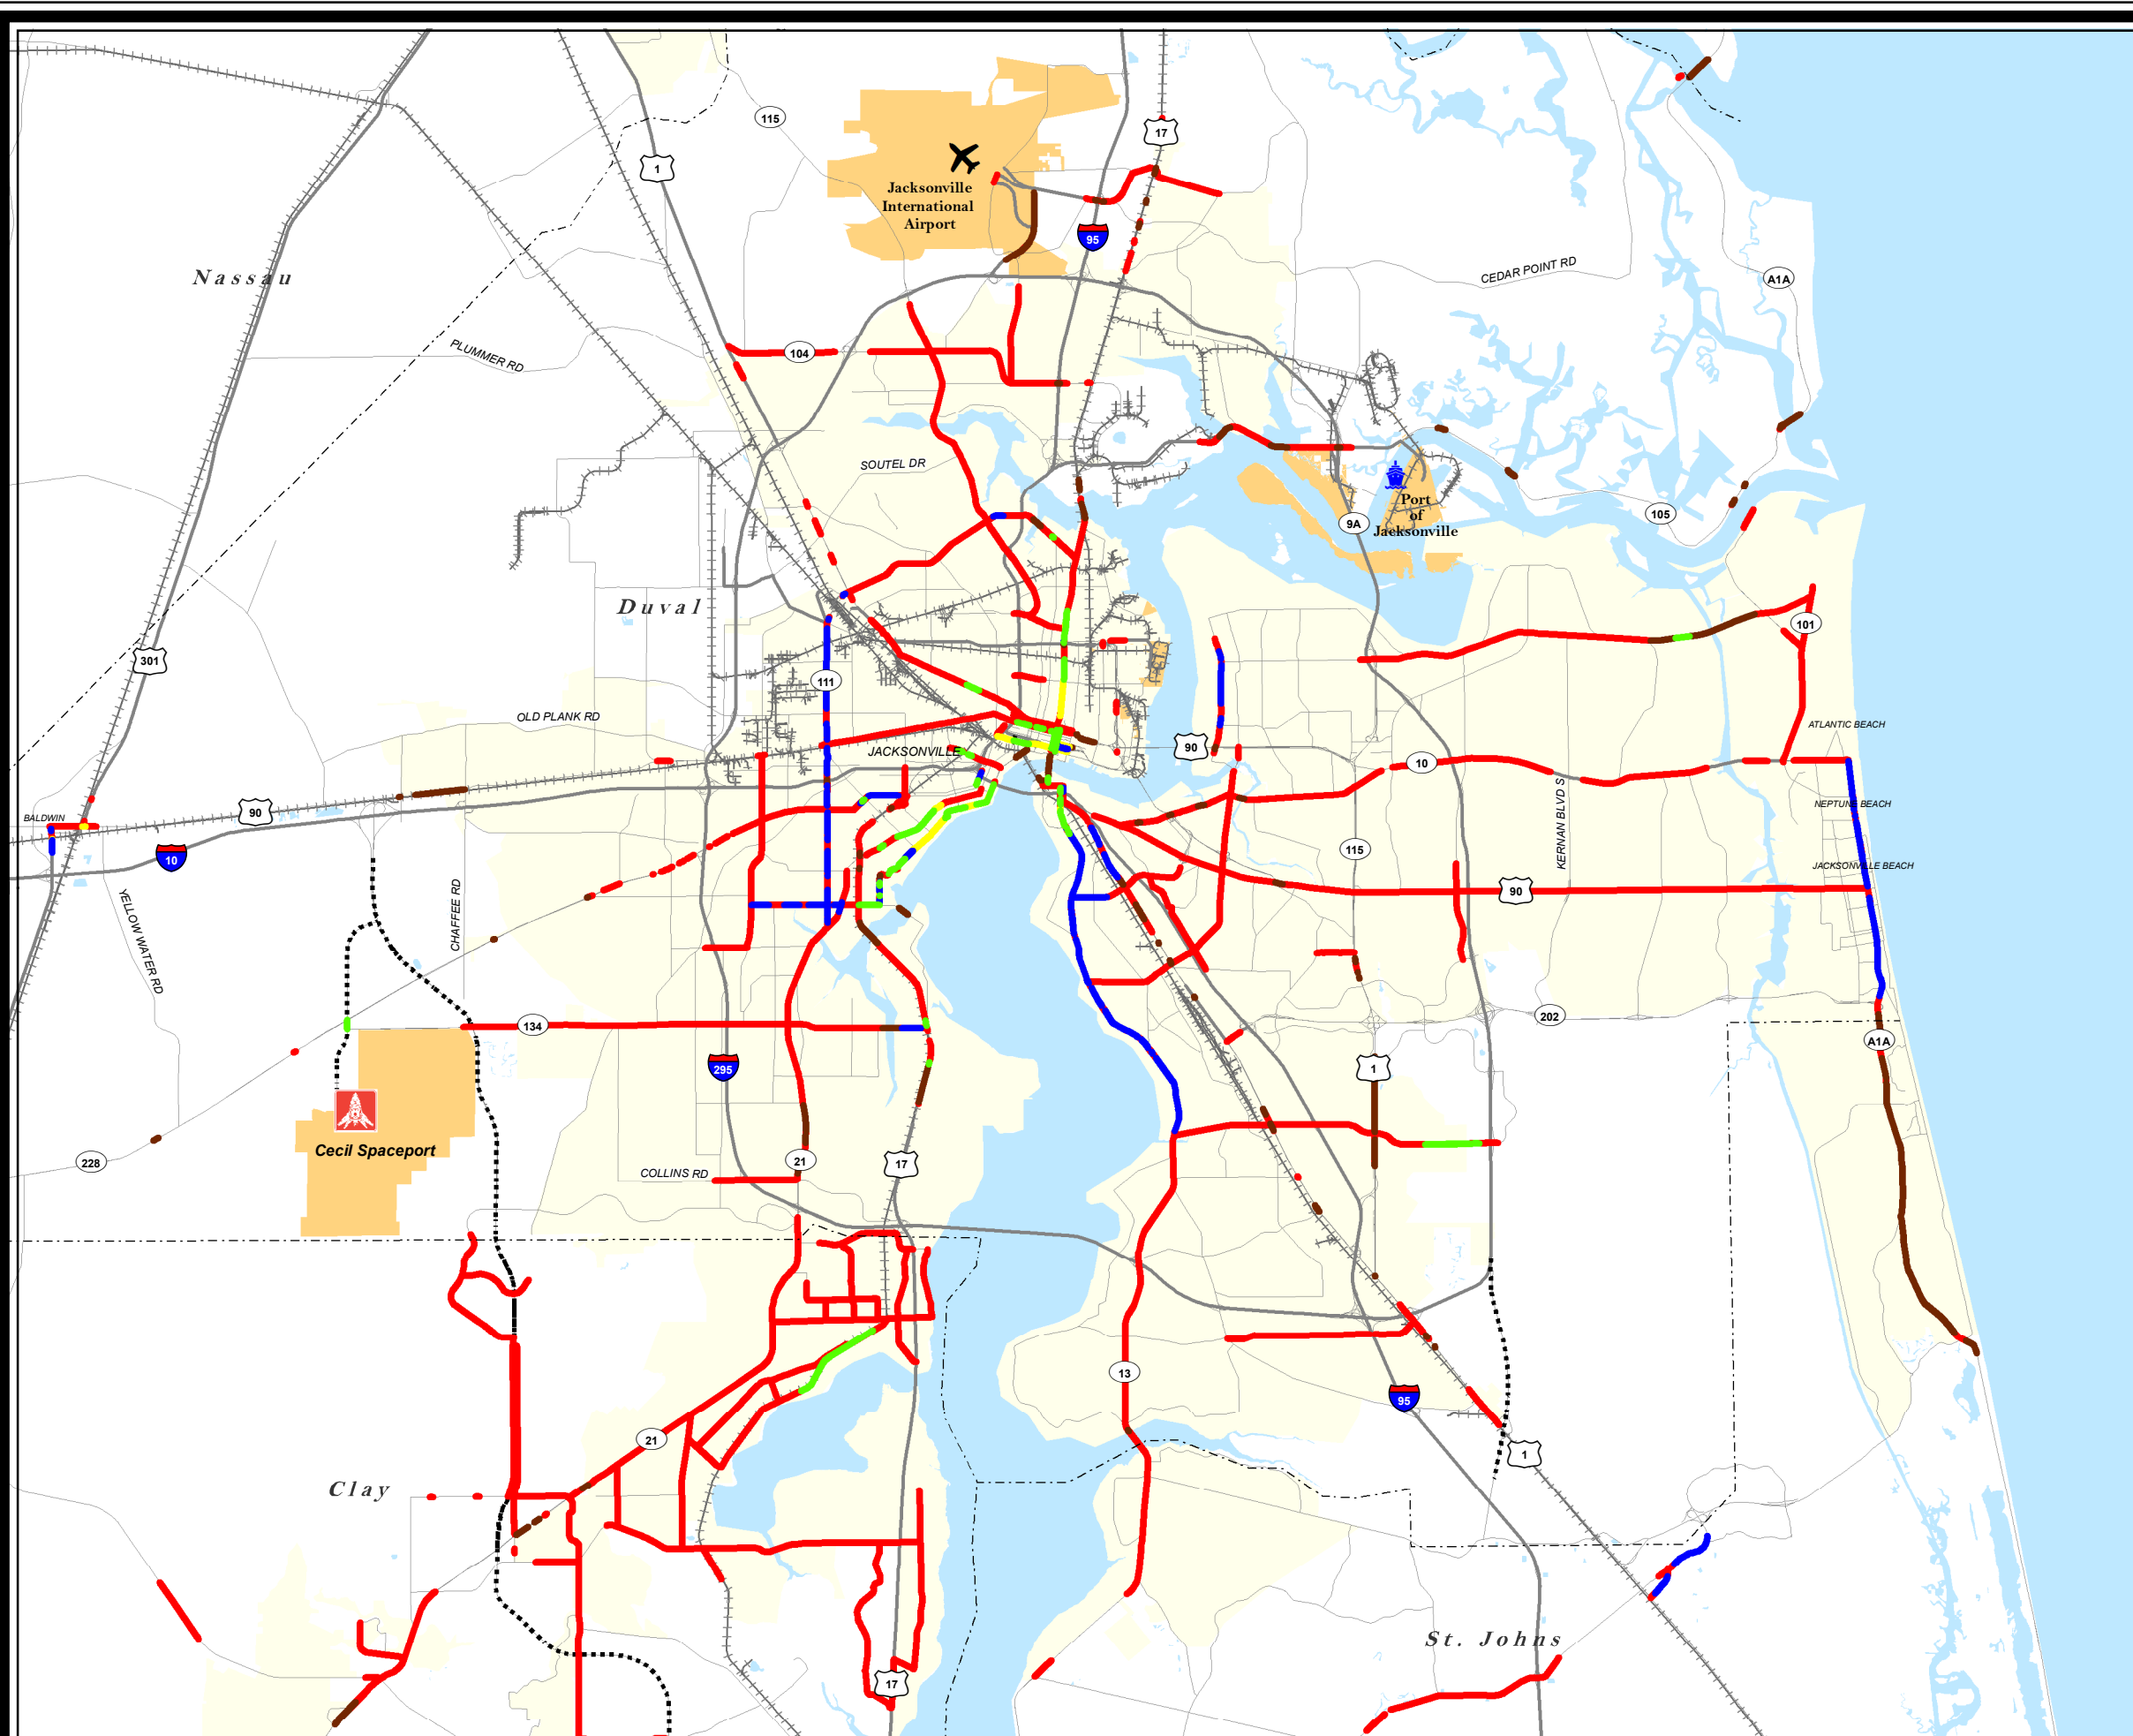 115
17
1
Jacksonville
International
Airport
95
Nassau
CEDAR POINT RD
A1A
PLUMMER RD
104
SOUTEL DR
Port
of
Jacksonville
105
9A
Duval
101
301
111
OLD PLANK RD
ATLANTIC BEACH
JACKSONVILLE
90
10
KERNAN BLVD S
NEPTUNE BEACH
90
BALDWIN
10
115
JACKSONVILLE BEACH
90
CHAFFEE RD
YELLOW WATER RD
134
202
A1A
295
1
Cecil Spaceport
228
21
17
COLLINS RD
13
95
21
1
Clay
St. Johns
17